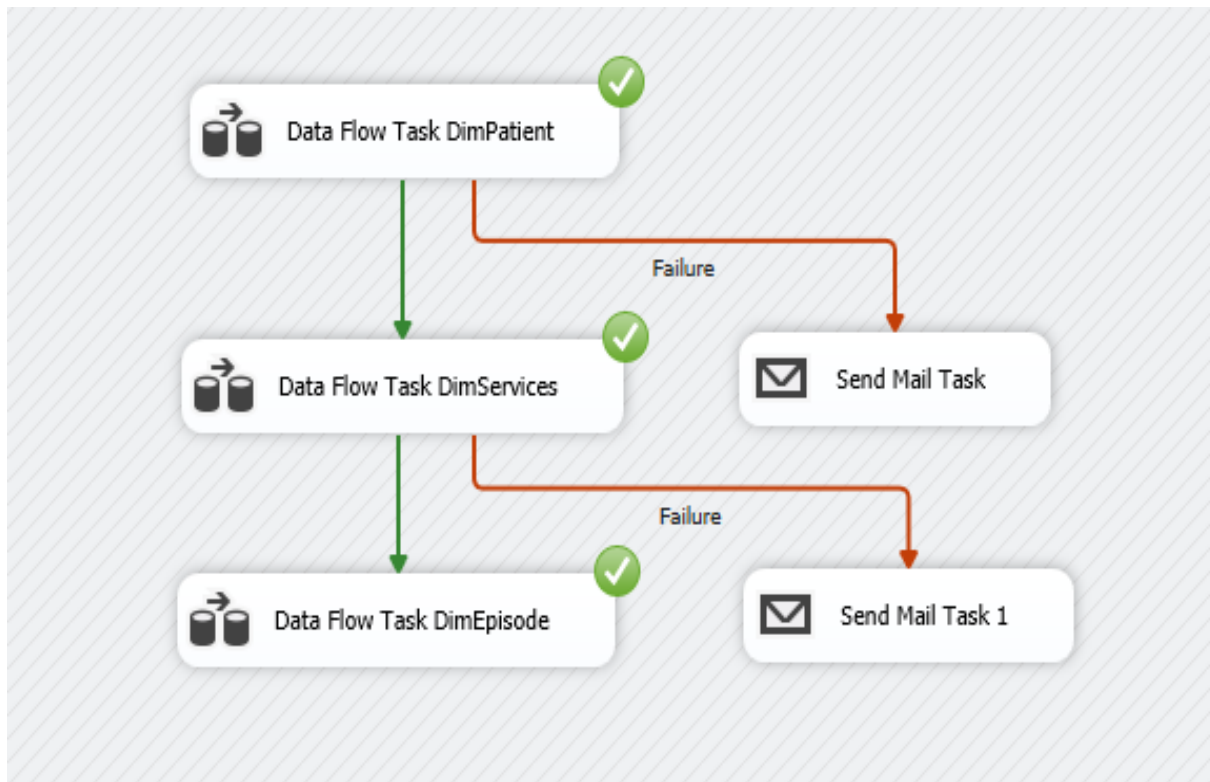 Data Flow Task DimPatient
Failure
Data Flow Task DimServices
Send Mail Task
Failure
Data Flow Task DimEpisode
Send Mail Task 1